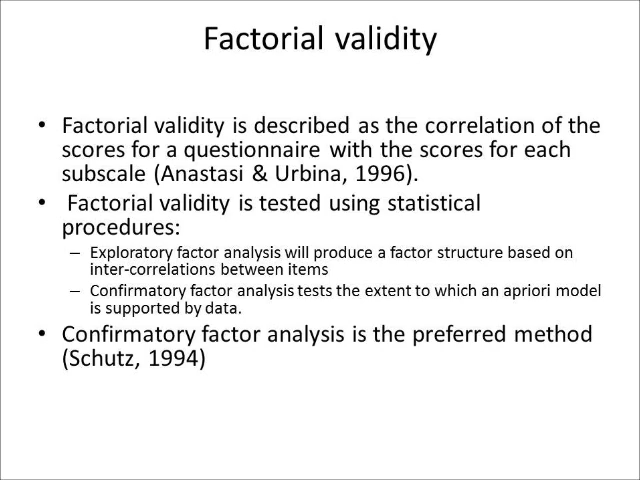 Factorial validity
• Factorial validity is described as the correlation of the
scores for a questionnaire with the scores for each
subscale (Anastasi & Urbina, 1996).
• Factorial validity is tested using statistical
procedures:
– Exploratory factor analysis will produce a factor structure based on
inter-correlations between items
– Confirmatory factor analysis tests the extent to which an apriori model
is supported by data.
• Confirmatory factor analysis is the preferred method
(Schutz, 1994)